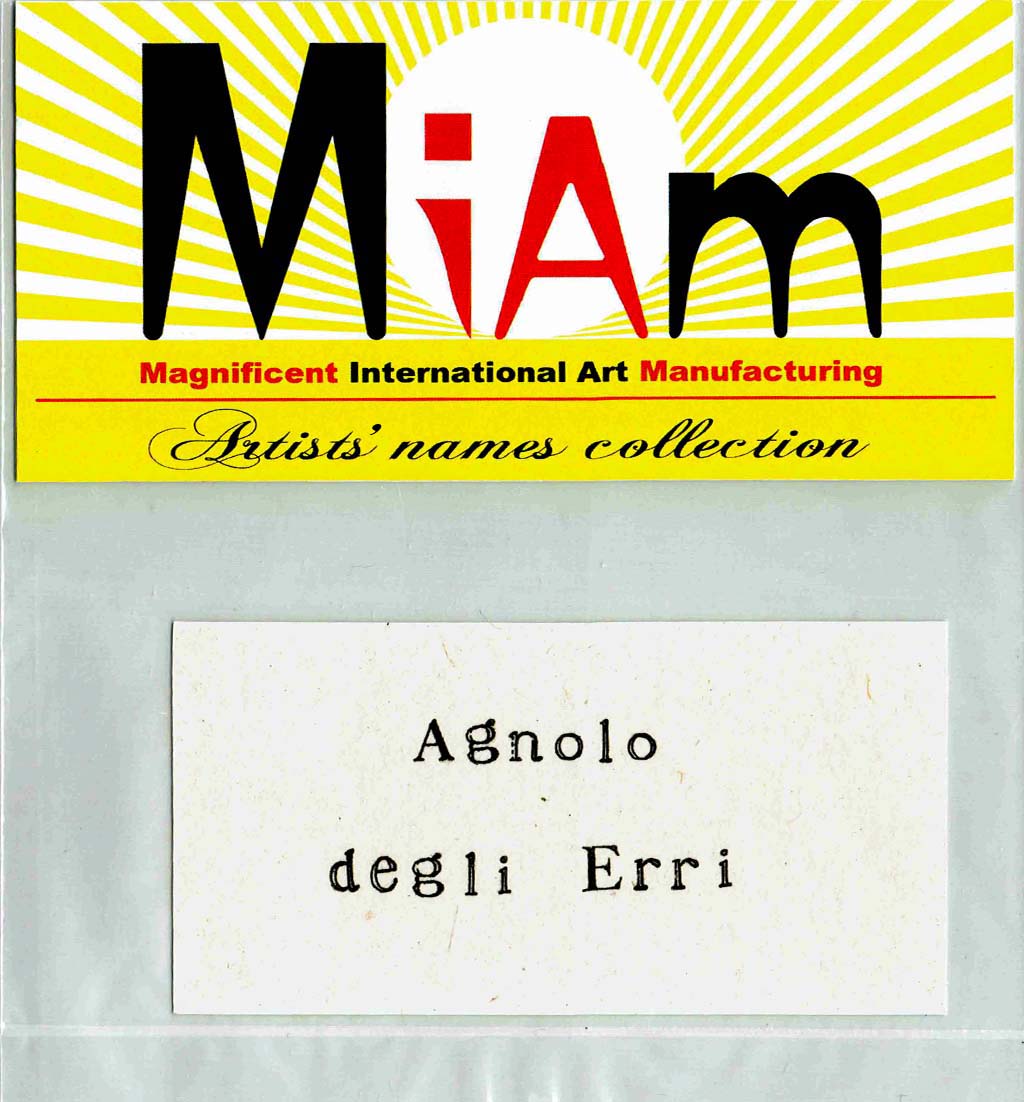 MiAm
Magnificent International Art Manufacturing
Artists' names collection
Agnolo
degli Erri